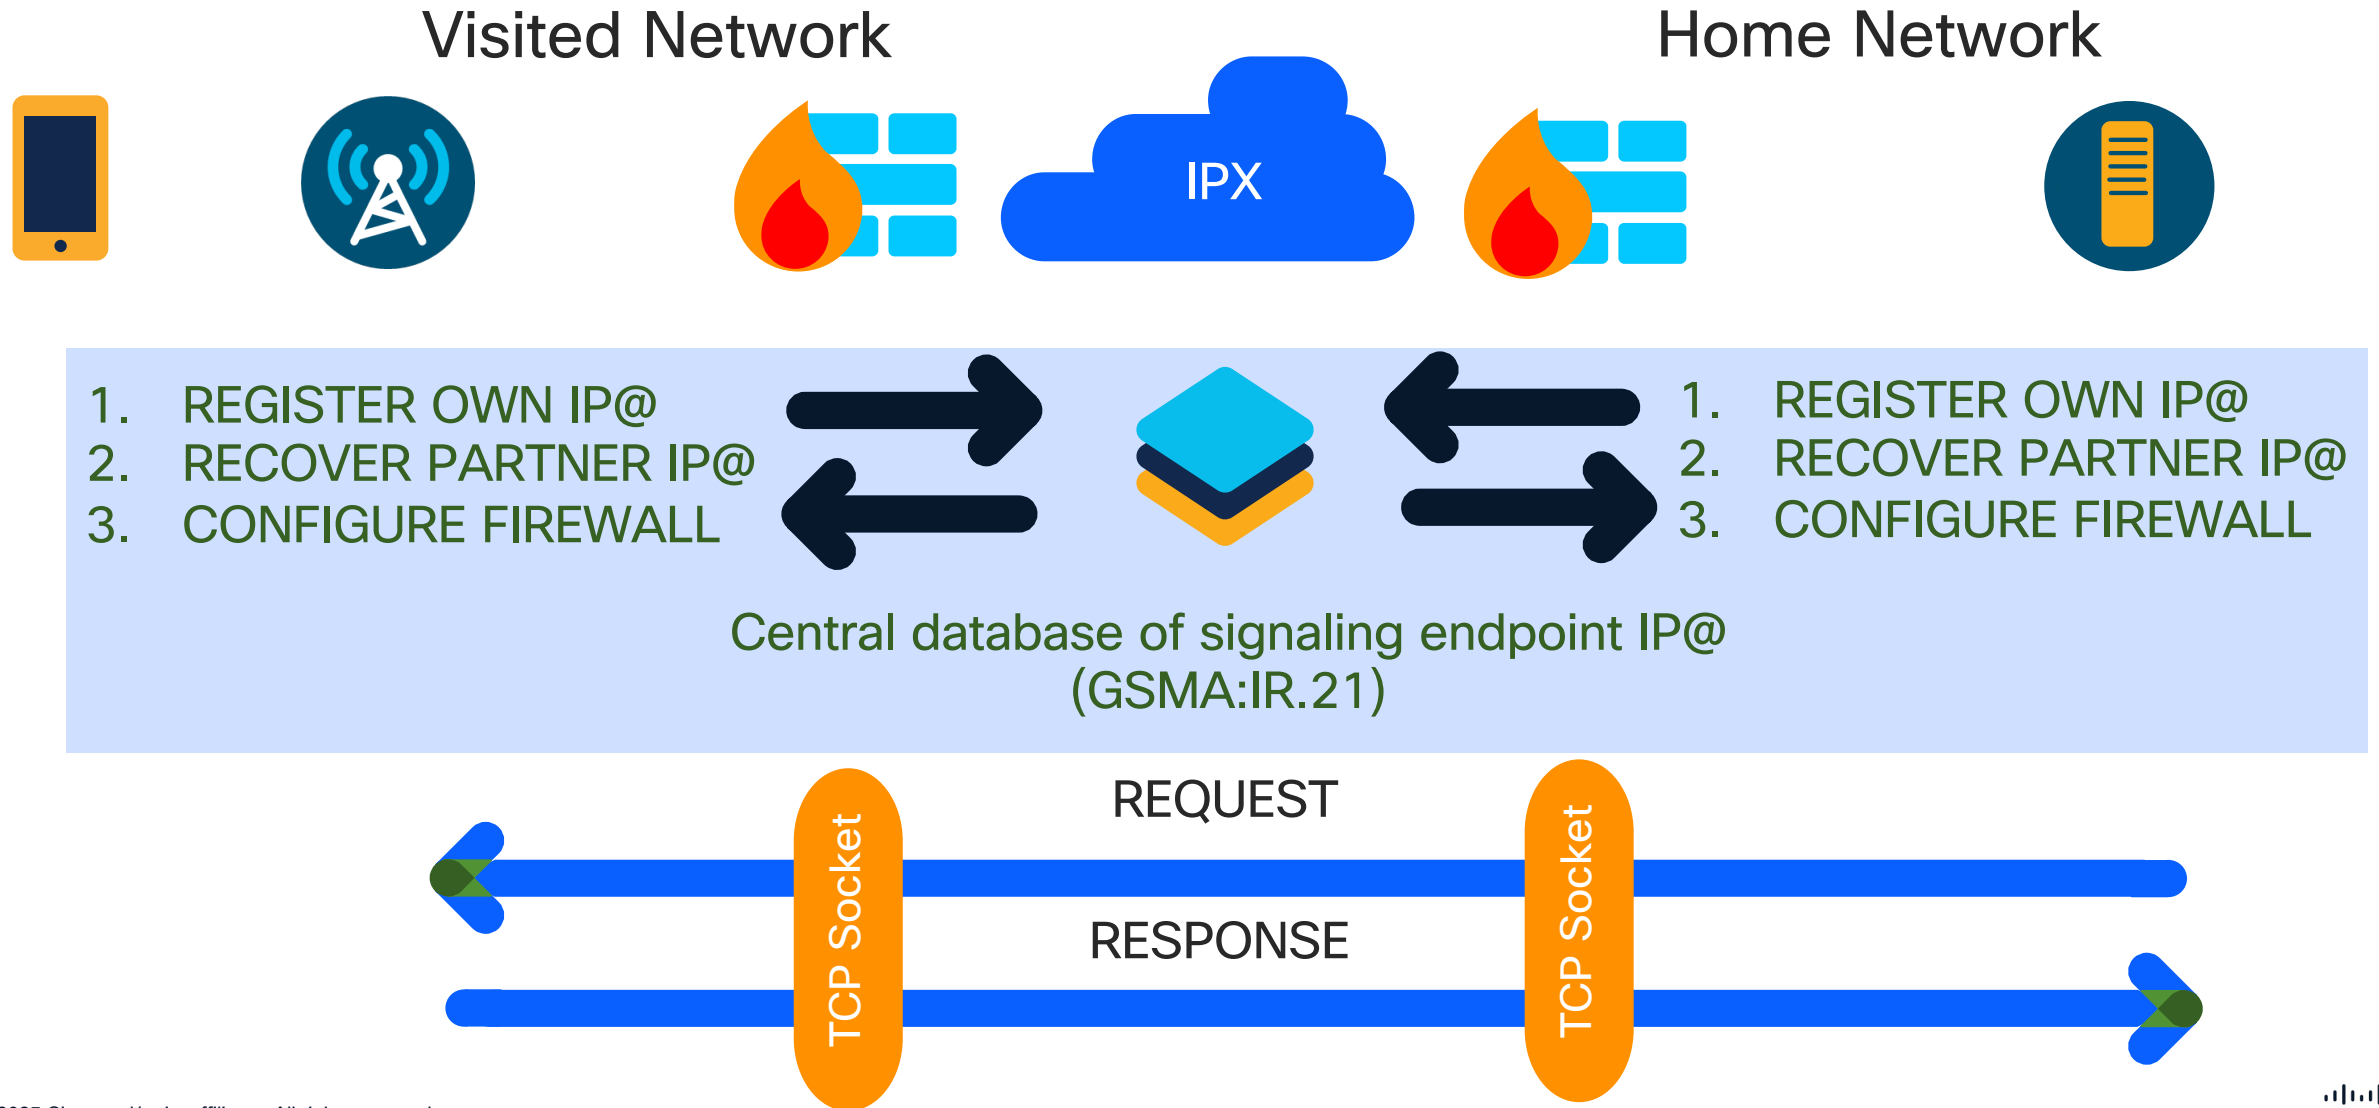 Visited Network
Home Network
IPX
1. REGISTER OWN IP@
2. RECOVER PARTNER IP@
3. CONFIGURE FIREWALL
1. REGISTER OWN IP@
2. RECOVER PARTNER IP@
3. CONFIGURE FIREWALL
Central database of signaling endpoint IP@
(GSMA:IR.21)
REQUEST
TCP Socket
TCP Socket
RESPONSE